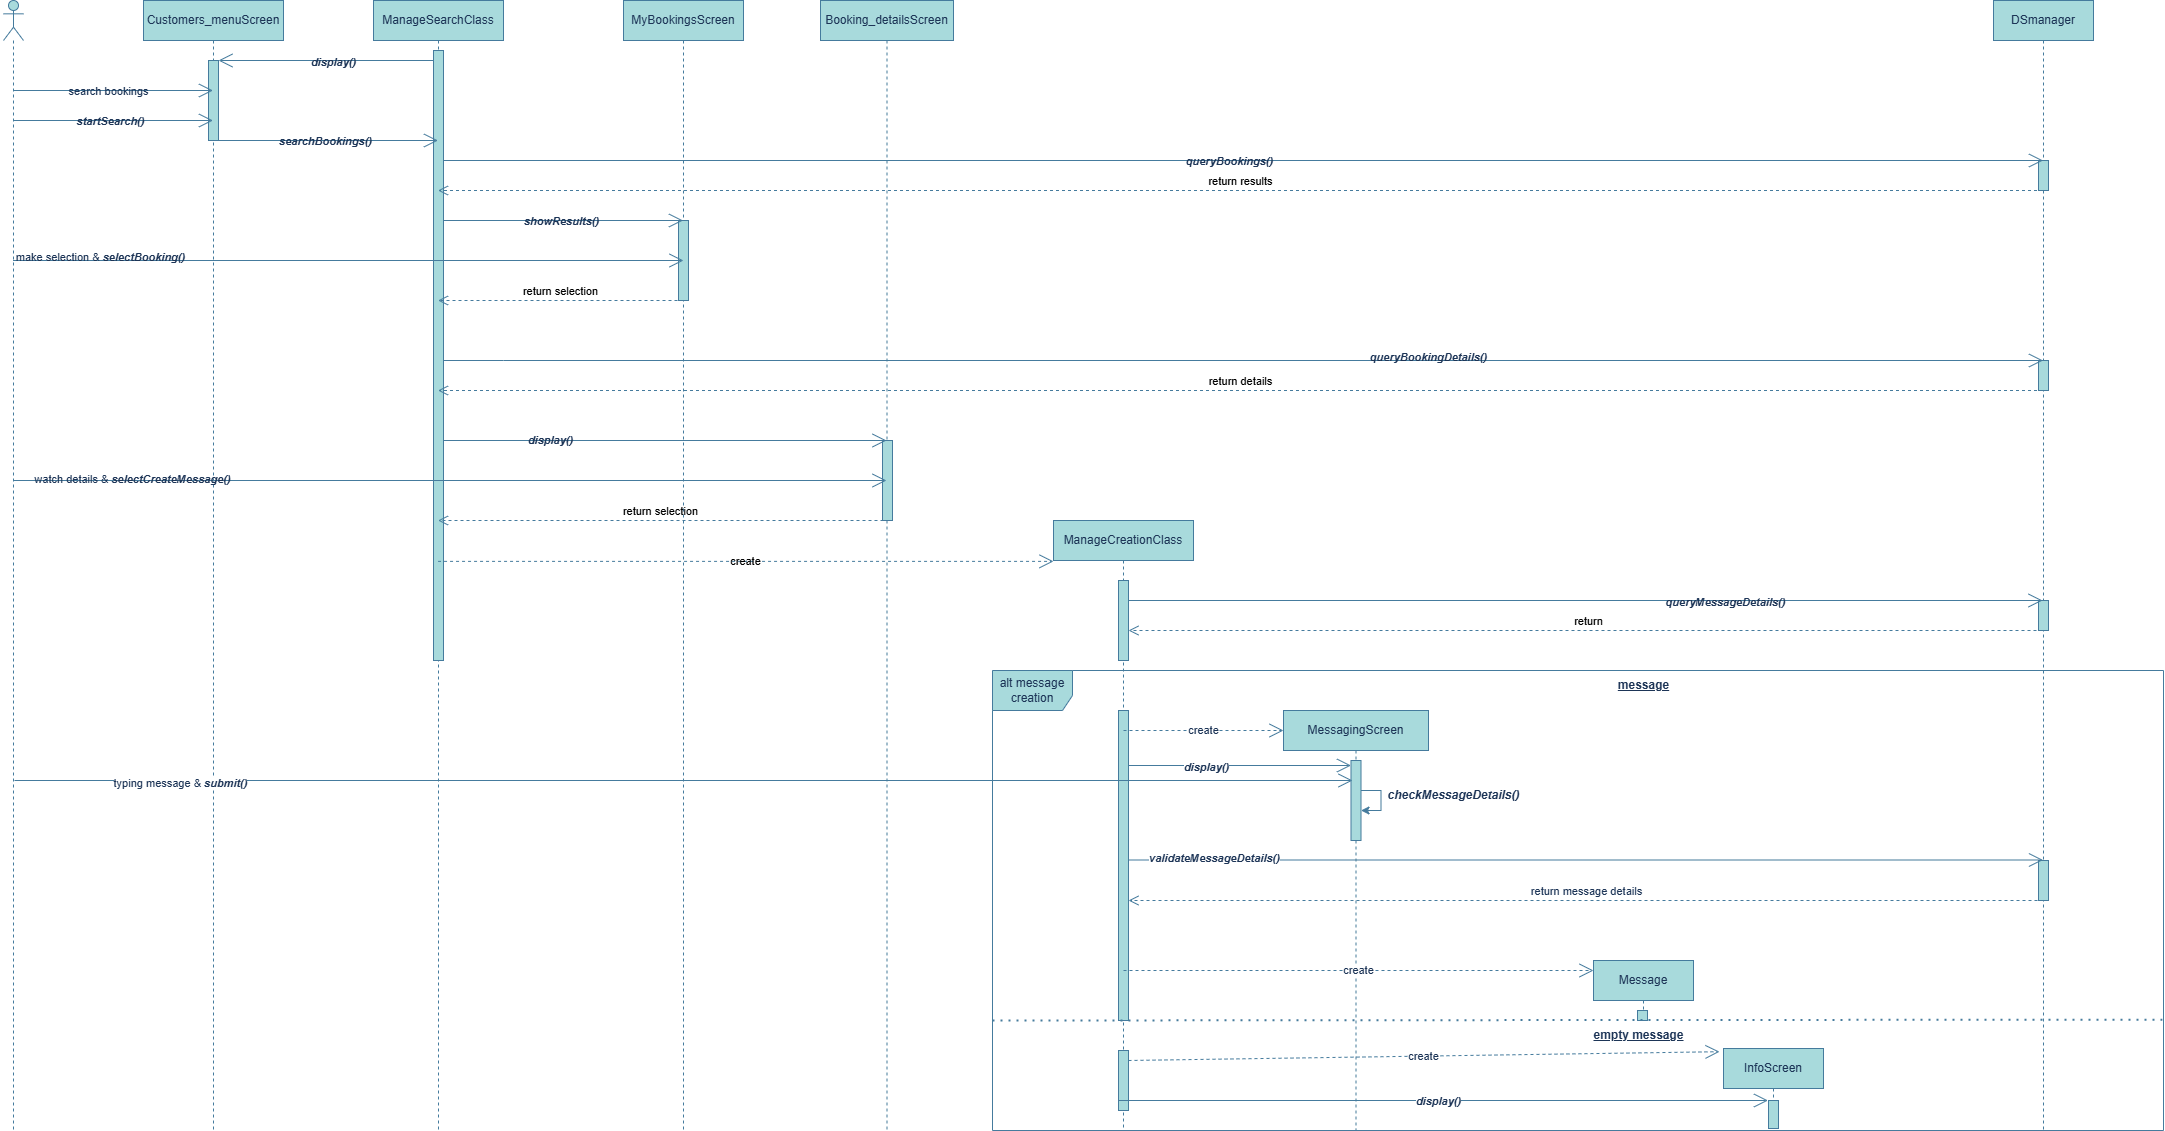 Customers_menuScreen
ManageSearchClass
MyBookingsScreen
Booking_detailsScreen
DSmanager
display()
search bookings
startSearch()
searchBookings()
queryBookings()
return results
showResults()
make selection & selectBooking()
return selection
queryBookingDetails()
return details
display()
watch details & selectCreateMessage()
return selection
ManageCreationClass
create
queryMessageDetails()
return
alt message
creation
message
create
MessagingScreen
display()
typing message & submit()
checkMessageDetails()
validateMessageDetails()
return message details
create
Message
empty message
create
InfoScreen
display()